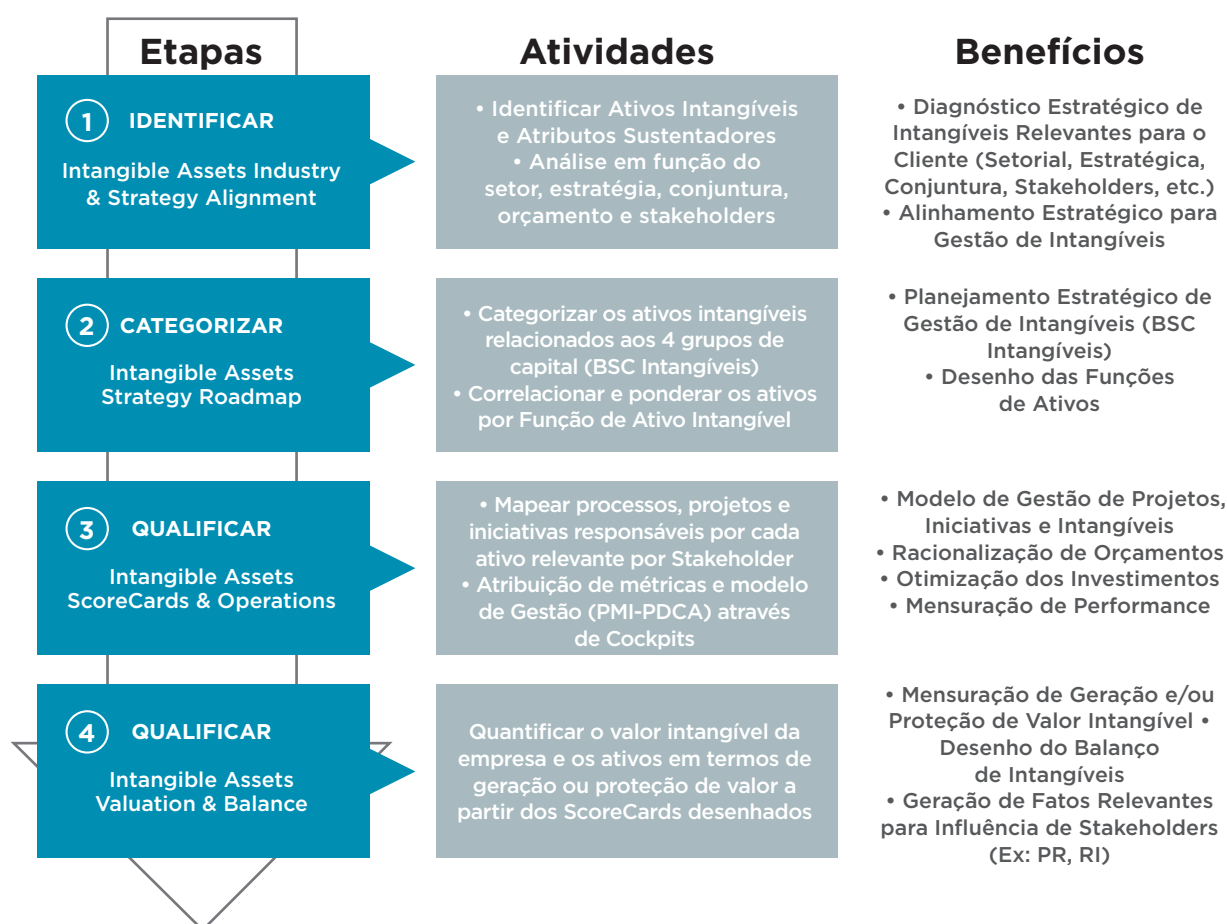 Etapas
Atividades
Benefícios
1 IDENTIFICAR
Intangible Assets Industry
& Strategy Alignment
• Identificar Ativos Intangíveis
e Atributos Sustentadores
• Análise em função do
setor, estratégia, conjuntura,
orçamento e stakeholders
• Diagnóstico Estratégico de
Intangíveis Relevantes para o
Cliente (Setorial, Estratégica,
Conjuntura, Stakeholders, etc.)
• Alinhamento Estratégico para
Gestão de Intangíveis
2 CATEGORIZAR
Intangible Assets
Strategy Roadmap
• Categorizar os ativos intangíveis
relacionados aos 4 grupos de
capital (BSC Intangíveis)
• Correlacionar e ponderar os ativos
por Função de Ativo Intangível
• Planejamento Estratégico de
Gestão de Intangíveis (BSC
Intangíveis)
• Desenho das Funções
de Ativos
3 QUALIFICAR
Intangible Assets
ScoreCards & Operations
• Mapear processos, projetos e
iniciativas responsáveis por cada
ativo relevante por Stakeholder
• Atribuição de métricas e modelo
de Gestão (PMI-PDCA) através
de Cockpits
• Modelo de Gestão de Projetos,
Iniciativas e Intangíveis
• Racionalização de Orçamentos
• Otimização dos Investimentos
• Mensuração de Performance
4 QUALIFICAR
Intangible Assets
Valuation & Balance
Quantificar o valor intangível da
empresa e os ativos em termos de
geração ou proteção de valor a
partir dos ScoreCards desenhados
• Mensuração de Geração e/ou
Proteção de Valor Intangível •
Desenho do Balanço
de Intangíveis
• Geração de Fatos Relevantes
para Influência de Stakeholders
(Ex: PR, RI)